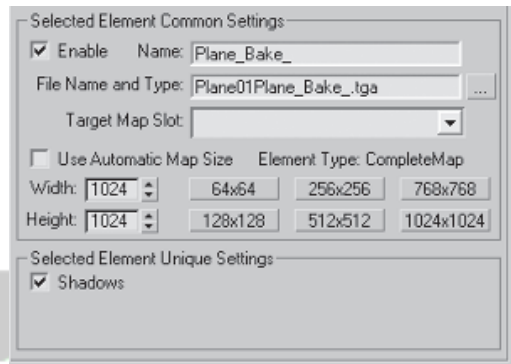 Selected Element Common Settings
Enable Name: Plane_Bake_
File Name and Type: Plane01Plane_Bake_.tga ...
Target Map Slot:
Use Automatic Map Size Element Type: CompleteMap
Width: 1024 64x64 256x256 768x768
Height: 1024 128x128 512x512 1024x1024
Selected Element Unique Settings
Shadows